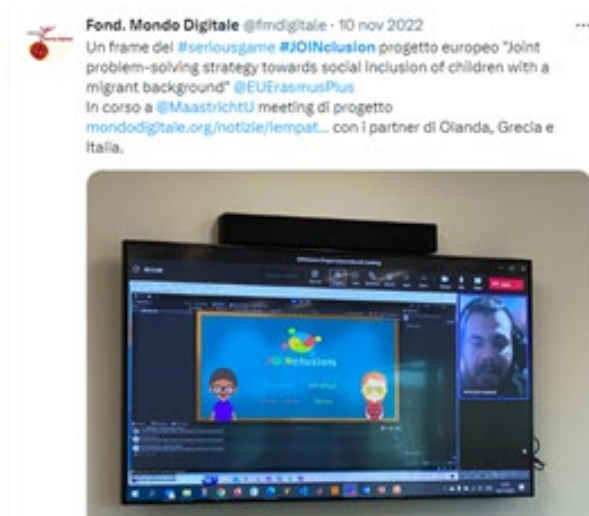 Fond. Mondo Digitale @fmdigitale · 10 nov 2022
Un frame del #seriousgame #JOINclusion progetto europeo "Joint
problem-solving strategy towards social inclusion of children with a
migrant background" @EUErasmusPlus
In corso a @MaastrichtU meeting di progetto
mondodigitale.org/notizie/lempat... con i partner di Olanda, Grecia e
Italia.
JOINclusion